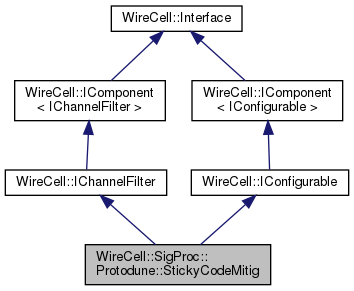 WireCell::Interface
WireCell::IComponent
< IChannelFilter >
WireCell::IComponent
< IConfigurable >
WireCell::IChannelFilter
WireCell::IConfigurable
WireCell::SigProc::
Protodune::StickyCodeMitig